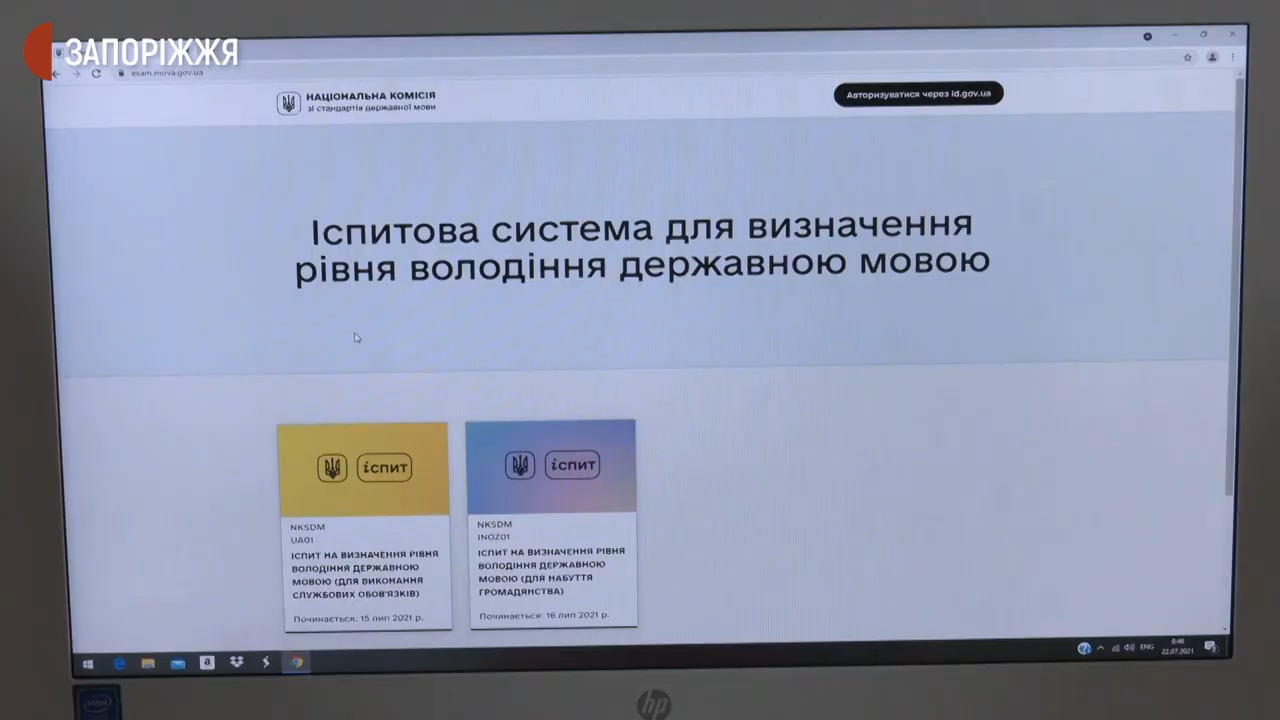 ЗАПОРІЖЖЯ
exam.mova.gov.ua
НАЦІОНАЛЬНА КОМІСІЯ
зі стандартів державної мови
Авторизуватися через id.gov.ua
Іспитова система для визначення
рівня володіння державною мовою
іспит
NKSDM
UA01
ІСПИТ НА ВИЗНАЧЕННЯ РІВНЯ
ВОЛОДІННЯ ДЕРЖАВНОЮ
МОВОЮ (ДЛЯ ВИКОНАННЯ
СЛУЖБОВИХ ОБОВ'ЯЗКІВ)
Починається: 15 лип 2021 р.
іспит
NKSDM
INOZ01
ІСПИТ НА ВИЗНАЧЕННЯ РІВНЯ
ВОЛОДІННЯ ДЕРЖАВНОЮ
МОВОЮ (ДЛЯ НАБУТТЯ
ГРОМАДЯНСТВА)
Починається: 16 лип 2021 р.
a
ENG
8:46
22.07.2021
intel
hp